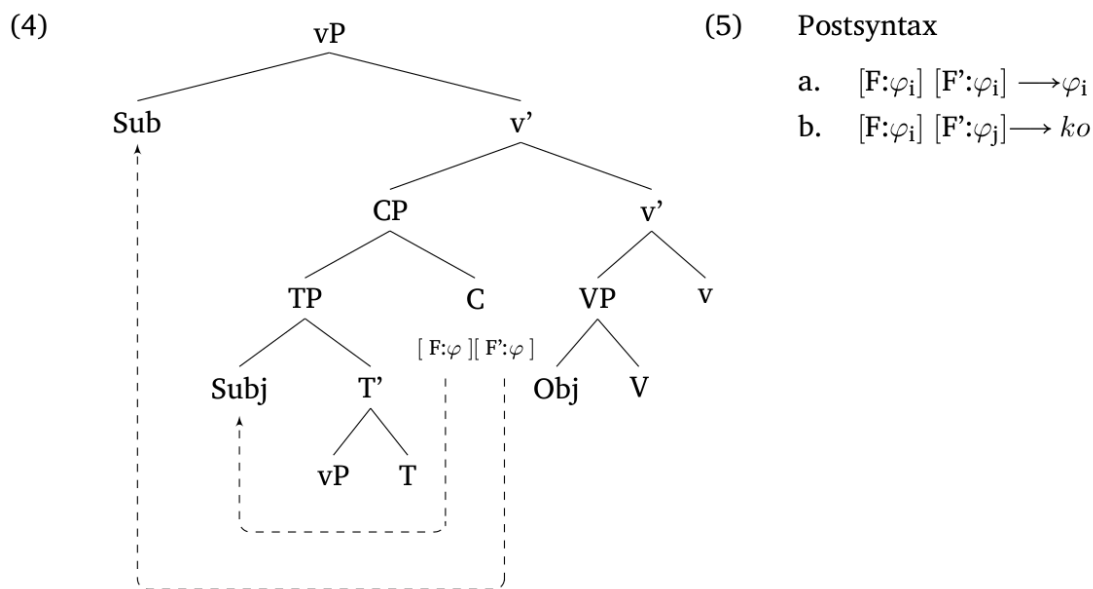 (4) vP (5) Postsyntax
a. [F:φi] [F':φi] ⟶φi
Sub v' b. [F:φi] [F':φj]⟶ ko
CP v'
TP C VP v
[ F:φ ][ F':φ ]
Subj T' Obj V
vP T